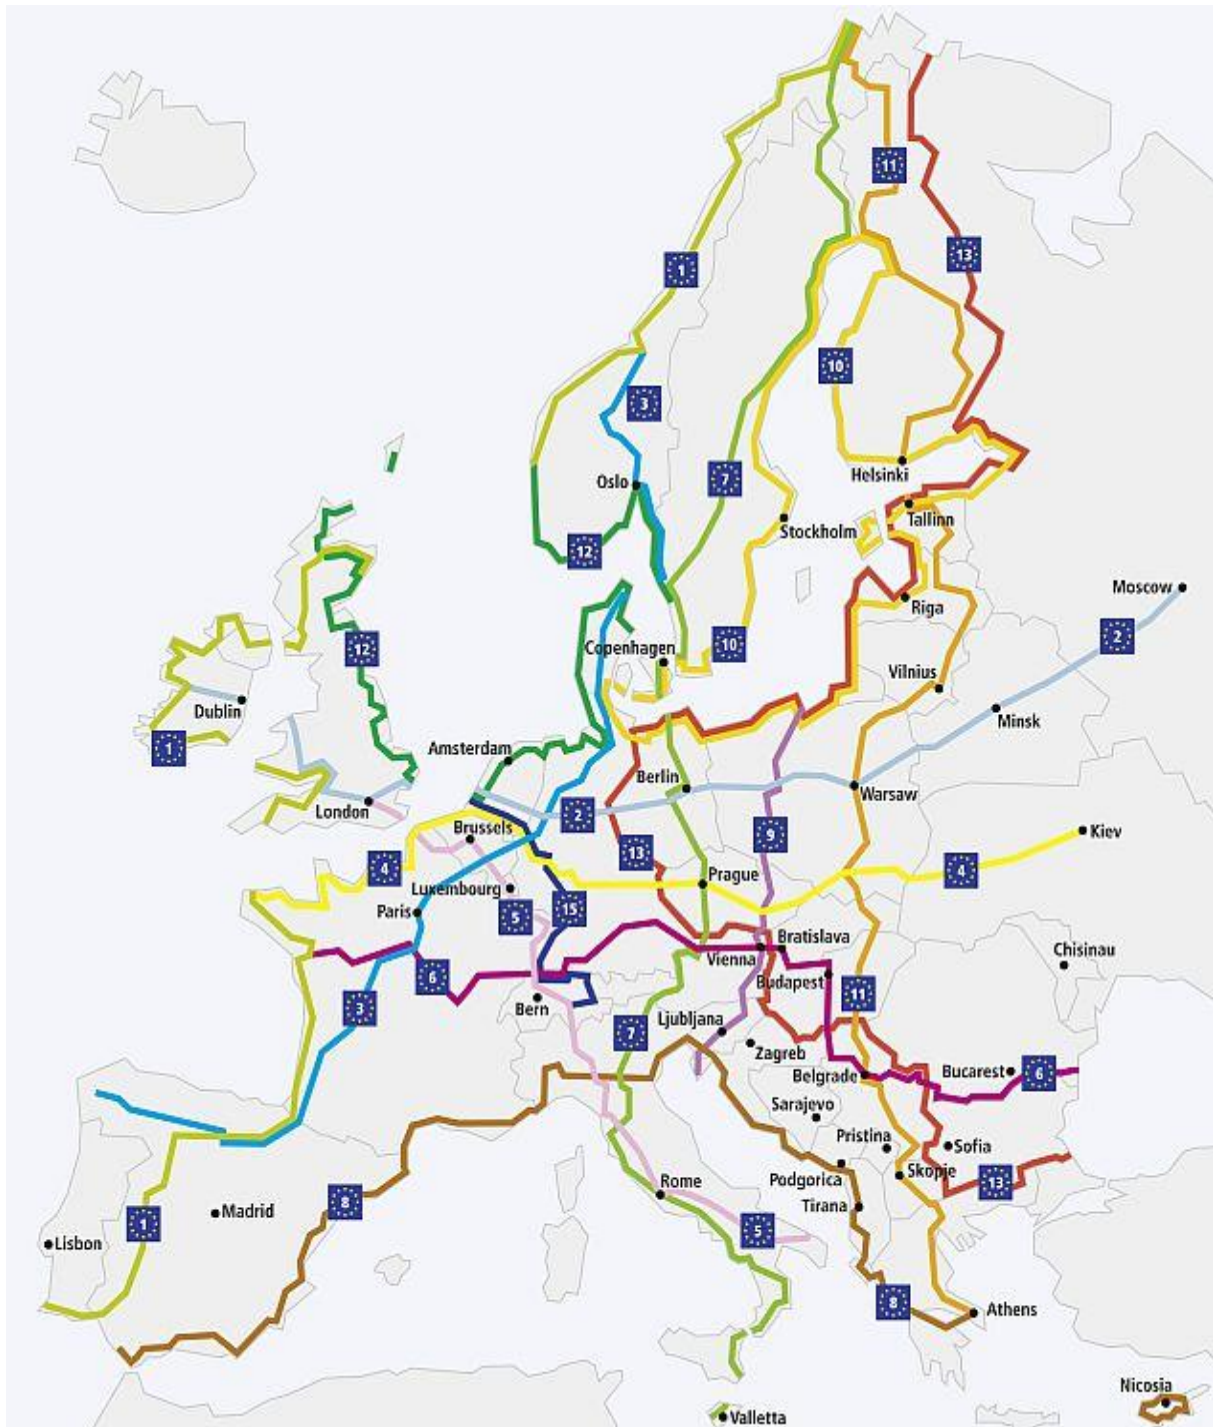 11
13
1
10
3
Helsinki
Oslo
7
Tallinn
Stockholm
12
Moscow
Riga
2
12
Copenhagen
10
Vilnius
Dublin
Minsk
1
Amsterdam
Berlin
Warsaw
London
2
Brussels
9
Kiev
13
4
4
Prague
Luxembourg
Paris
5
15
Bratislava
Vienna
Chisinau
6
Budapest
11
Bern
3
Ljubljana
7
Zagreb
Belgrade
Bucarest
6
Sarajevo
Pristina
Sofia
Podgorica
Skopje
13
Rome
8
Tirana
Madrid
1
5
Lisbon
8
Athens
Nicosia
Valletta